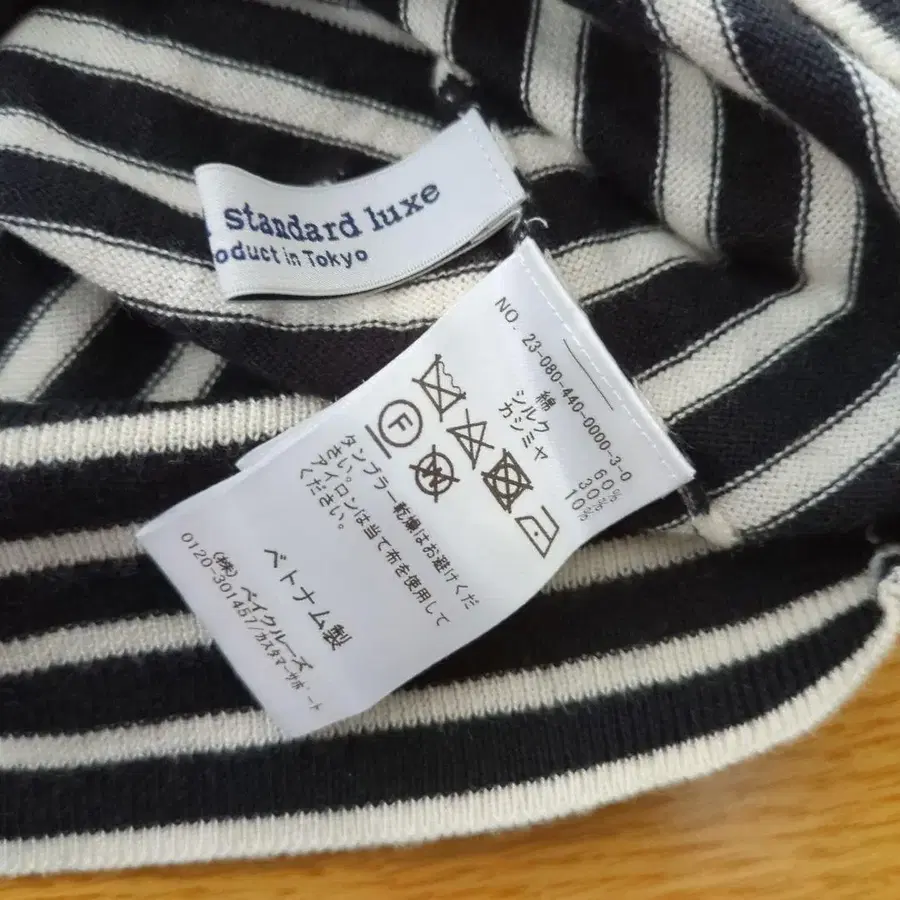 standard luxe
oduct in Tokyo
NO. 23-080-440-0000-3-0
綿 60%
シルク 30%
カシミヤ 10%
F
W
タンブラー乾燥はお避けくだ
さい。
アイロンは当て布を使用して
ください。
ベトナム製
(株) ベイクルーズ
0120-301457/カスタマーサポート